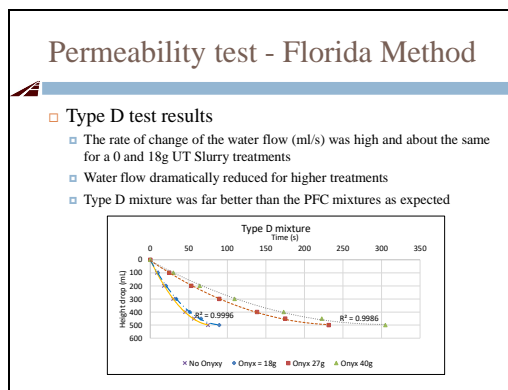 Permeability test - Florida Method
Type D test results
The rate of change of the water flow (ml/s) was high and about the same
for a 0 and 18g UT Slurry treatments
Water flow dramatically reduced for higher treatments
Type D mixture was far better than the PFC mixtures as expected
Type D mixture
Time (s)
0 50 100 150 200 250 300 350
Height drop (mL)
0
100
200
300
400
500
600
R² = 0.9996
R² = 0.9986
No Onyxy Onyx = 18g Onyx 27g Onyx 40g